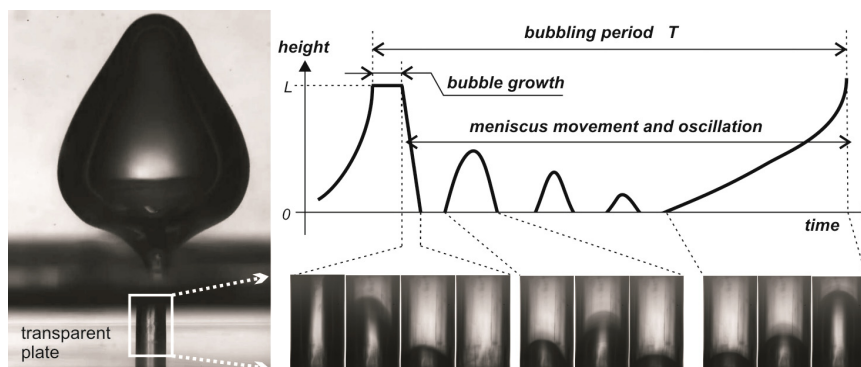 bubbling period T
height
L
bubble growth
meniscus movement and oscillation
0
time
transparent
plate